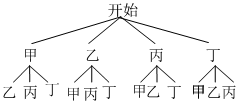 开始
甲 乙 丙 丁
乙 丙 丁 甲 丙 丁 甲 乙 丁 甲 乙 丙